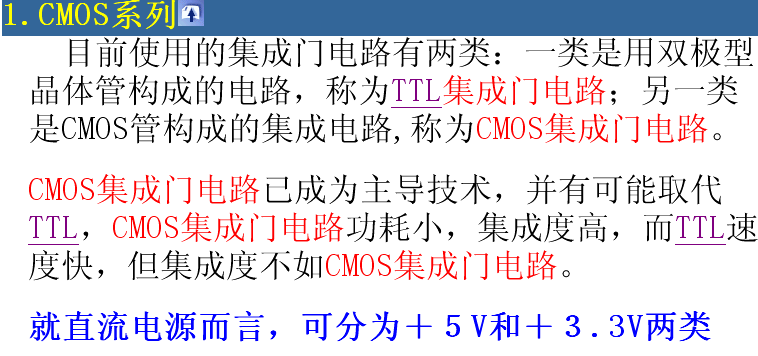 1.CMOS系列
目前使用的集成门电路有两类：一类是用双极型
晶体管构成的电路，称为TTL集成门电路；另一类
是CMOS管构成的集成电路,称为CMOS集成门电路。
CMOS集成门电路已成为主导技术，并有可能取代
TTL，CMOS集成门电路功耗小，集成度高，而TTL速
度快，但集成度不如CMOS集成门电路。
就直流电源而言，可分为＋５V和＋３.3V两类